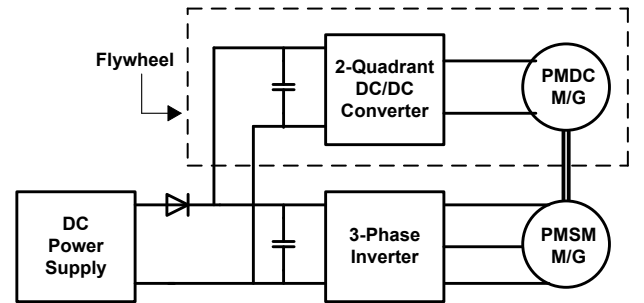 Flywheel
2-Quadrant
DC/DC
Converter
PMDC
M/G
DC
Power
Supply
3-Phase
Inverter
PMSM
M/G